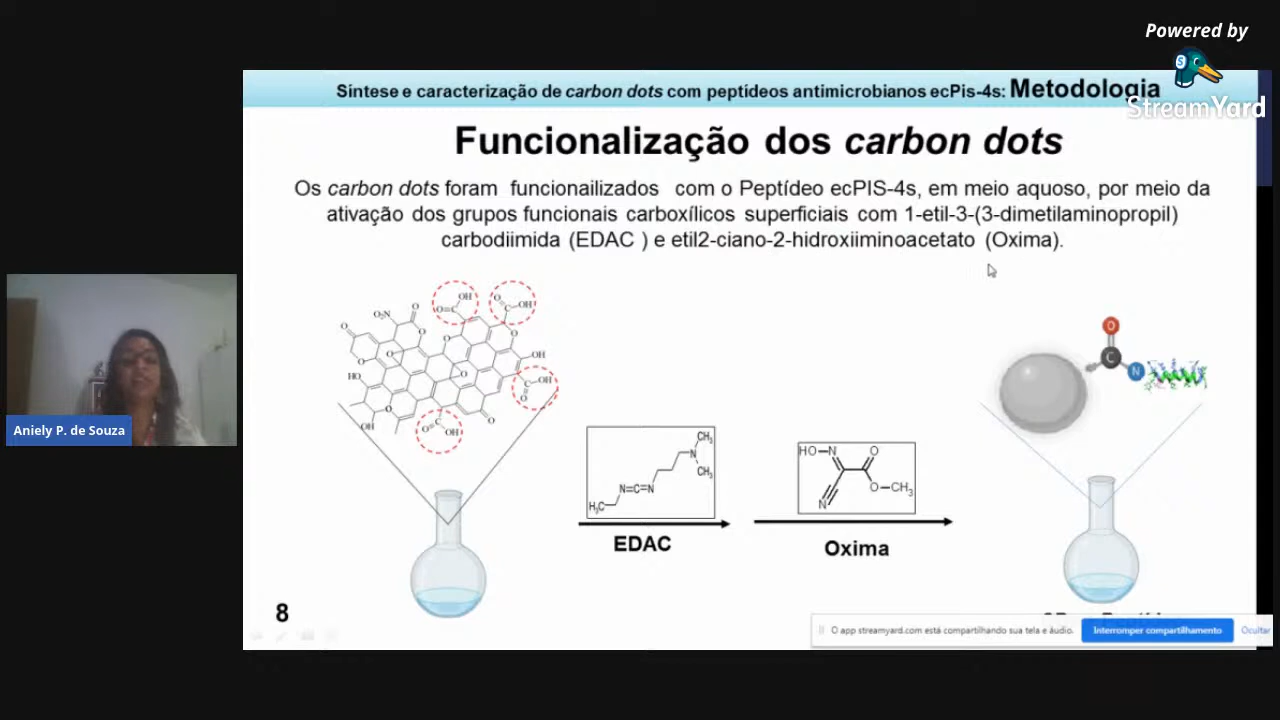 Powered by
StreamYard
Síntese e caracterização de carbon dots com peptídeos antimicrobianos ecPis-4s: Metodologia
Funcionalização dos carbon dots
Os carbon dots foram funcionailizados com o Peptídeo ecPIS-4s, em meio aquoso, por meio da
ativação dos grupos funcionais carboxílicos superficiais com 1-etil-3-(3-dimetilaminopropil)
carbodiimida (EDAC ) e etil2-ciano-2-hidroxiiminoacetato (Oxima).
OH
O
C
O
C
OH
O₂N
O
O
O
O
O
O
O
OH
HO
O
C
OH
O
O
O
OH
O
C
OH
O
C
N
CH₃
N
CH₃
N=C=N
H₃C
HO-N
O
O-CH₃
N
EDAC
Oxima
Aniely P. de Souza
8
O app streamyard.com está compartilhando sua tela e áudio.
Interromper compartilhamento
Ocultar